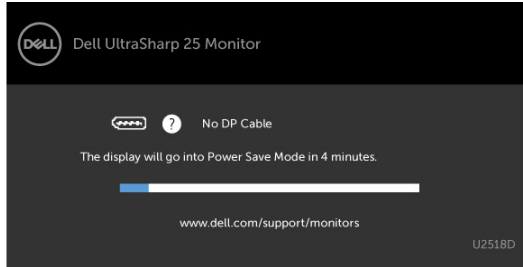 DELL
Dell UltraSharp 25 Monitor
? No DP Cable
The display will go into Power Save Mode in 4 minutes.
www.dell.com/support/monitors
U2518D